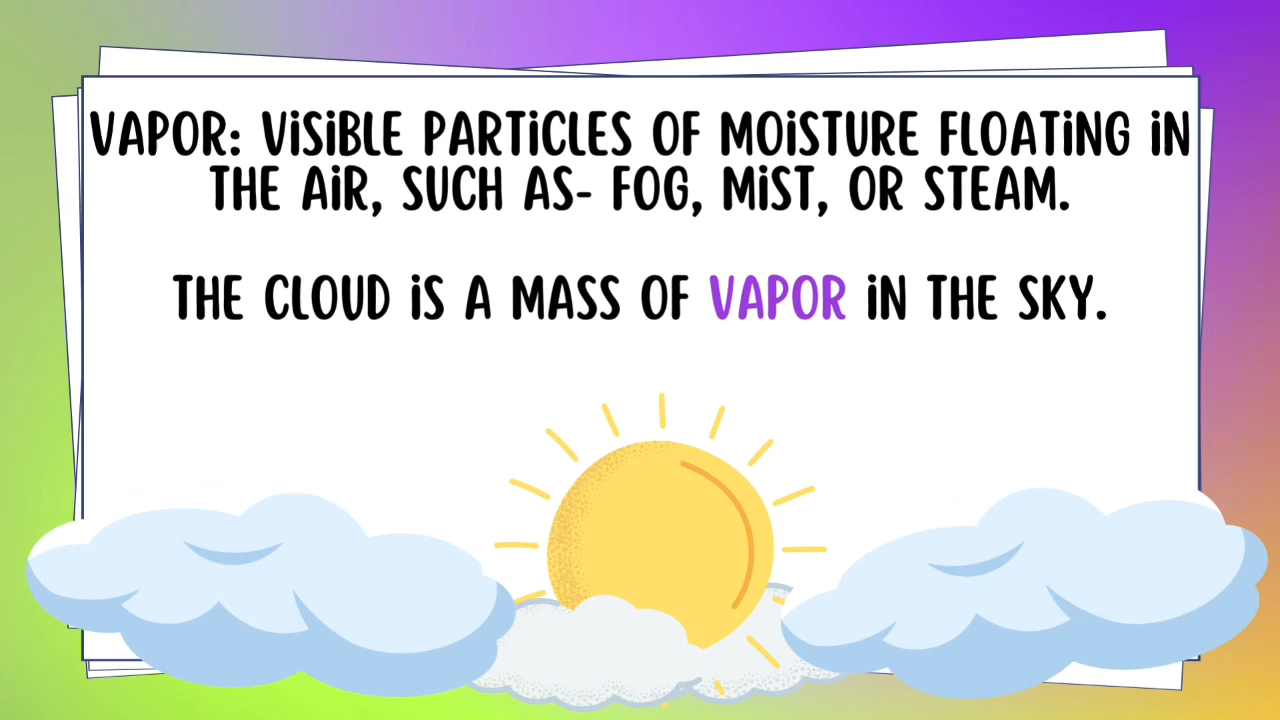 VAPOR: VISIBLE PARTICLES OF MOISTURE FLOATING IN
THE AIR, SUCH AS- FOG, MIST, OR STEAM.
THE CLOUD IS A MASS OF VAPOR IN THE SKY.